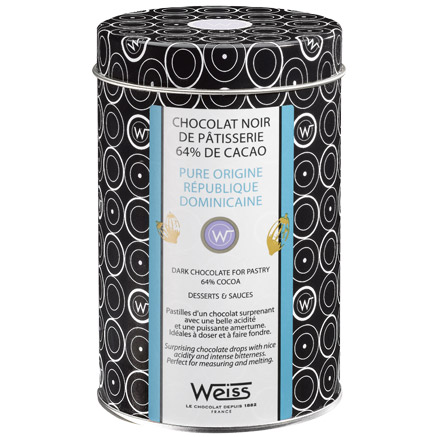 CHOCOLAT NOIR
DE PÂTISSERIE
64% DE CACAO
PURE ORIGINE
RÉPUBLIQUE
DOMINICAINE
W
DARK CHOCOLATE FOR PASTRY
64% COCOA
DESSERTS & SAUCES
Pastilles d'un chocolat surprenant
avec une belle acidité
et une puissante amertume.
Idéales à doser et à faire fondre.
Surprising chocolate drops with nice
acidity and intense bitterness.
Perfect for measuring and melting.
Weiss
LE CHOCOLAT DEPUIS 1882
FRANCE